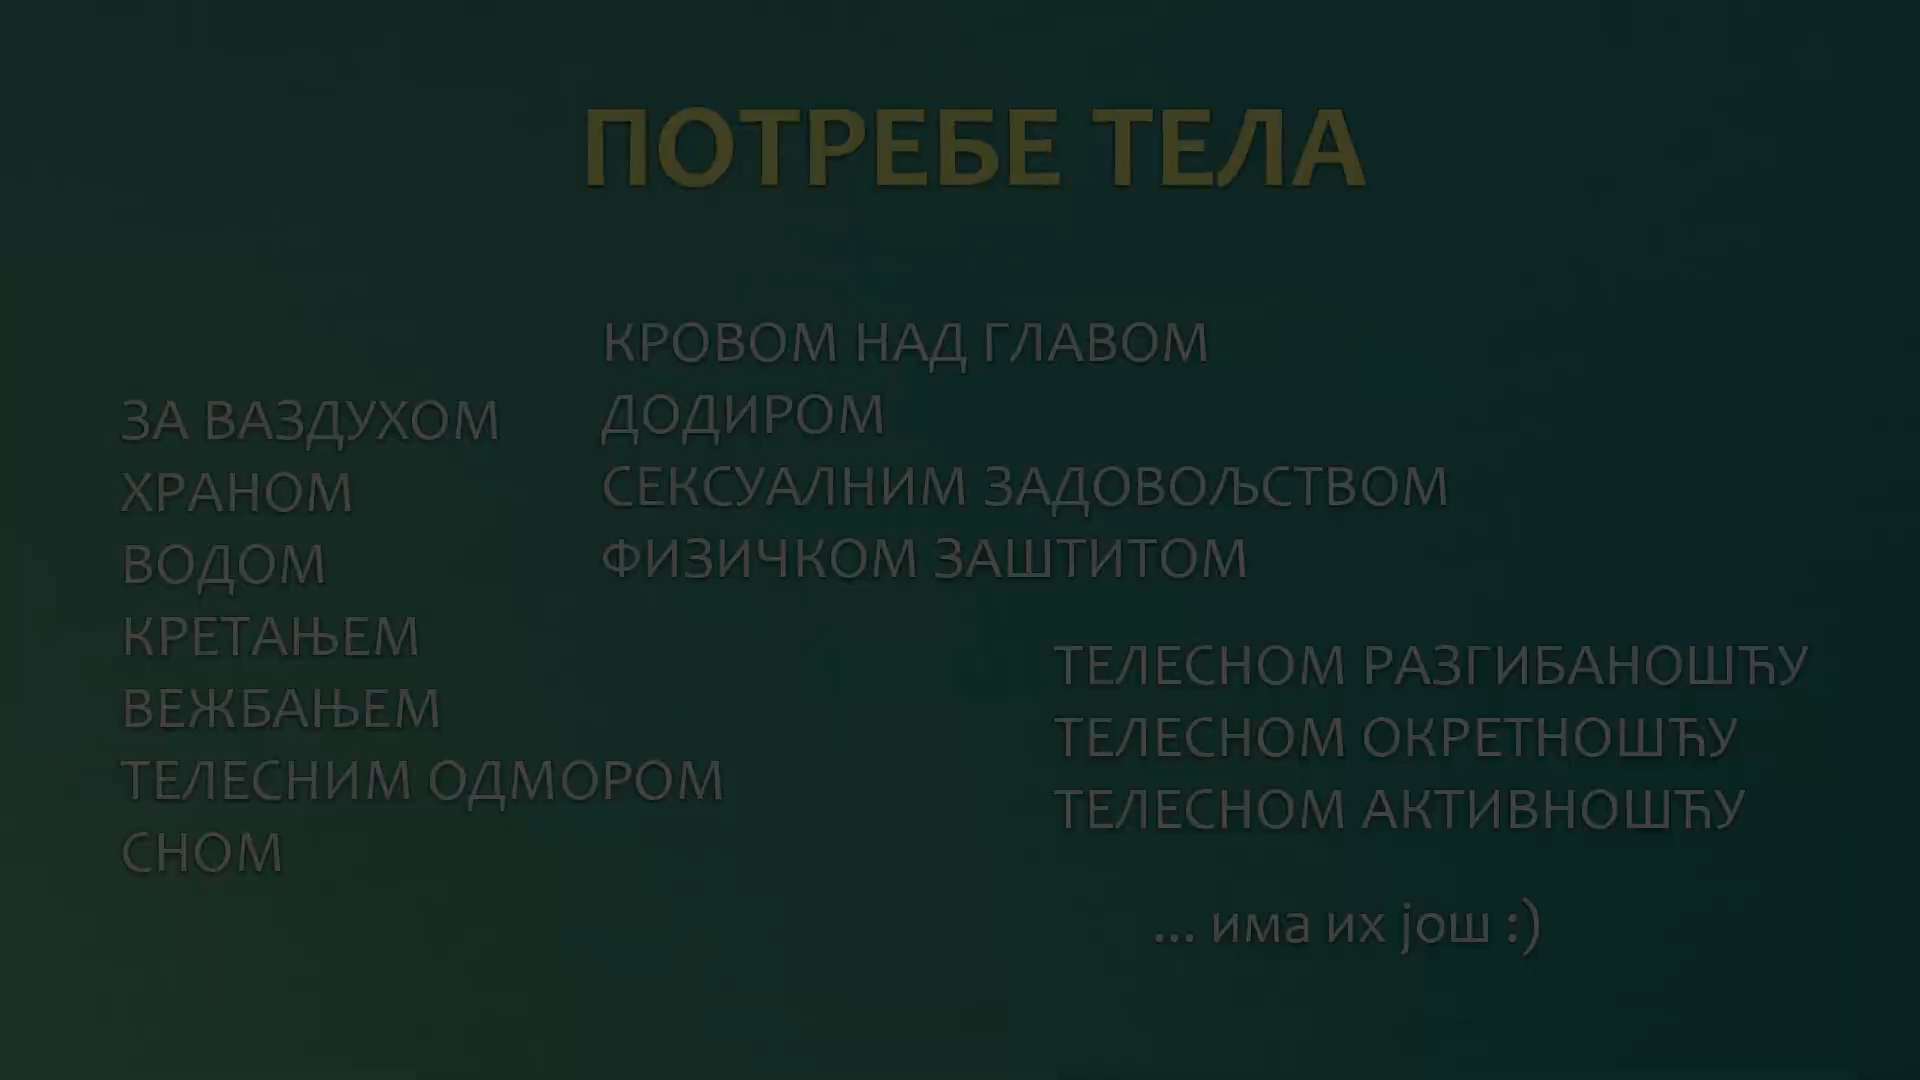 ПОТРЕБЕ ТЕЛА
ЗА ВАЗДУХОМ
ХРАНОМ
ВОДОМ
КРЕТАЊЕМ
ВЕЖБАЊЕМ
ТЕЛЕСНИМ ОДМОРОМ
СНОМ
КРОВОМ НАД ГЛАВОМ
ДОДИРОМ
СЕКСУАЛНИМ ЗАДОВОЉСТВОМ
ФИЗИЧКОМ ЗАШТИТОМ
ТЕЛЕСНОМ РАЗГИБАНОШЋУ
ТЕЛЕСНОМ ОКРЕТНОШЋУ
ТЕЛЕСНОМ АКТИВНОШЋУ
... има их још :)